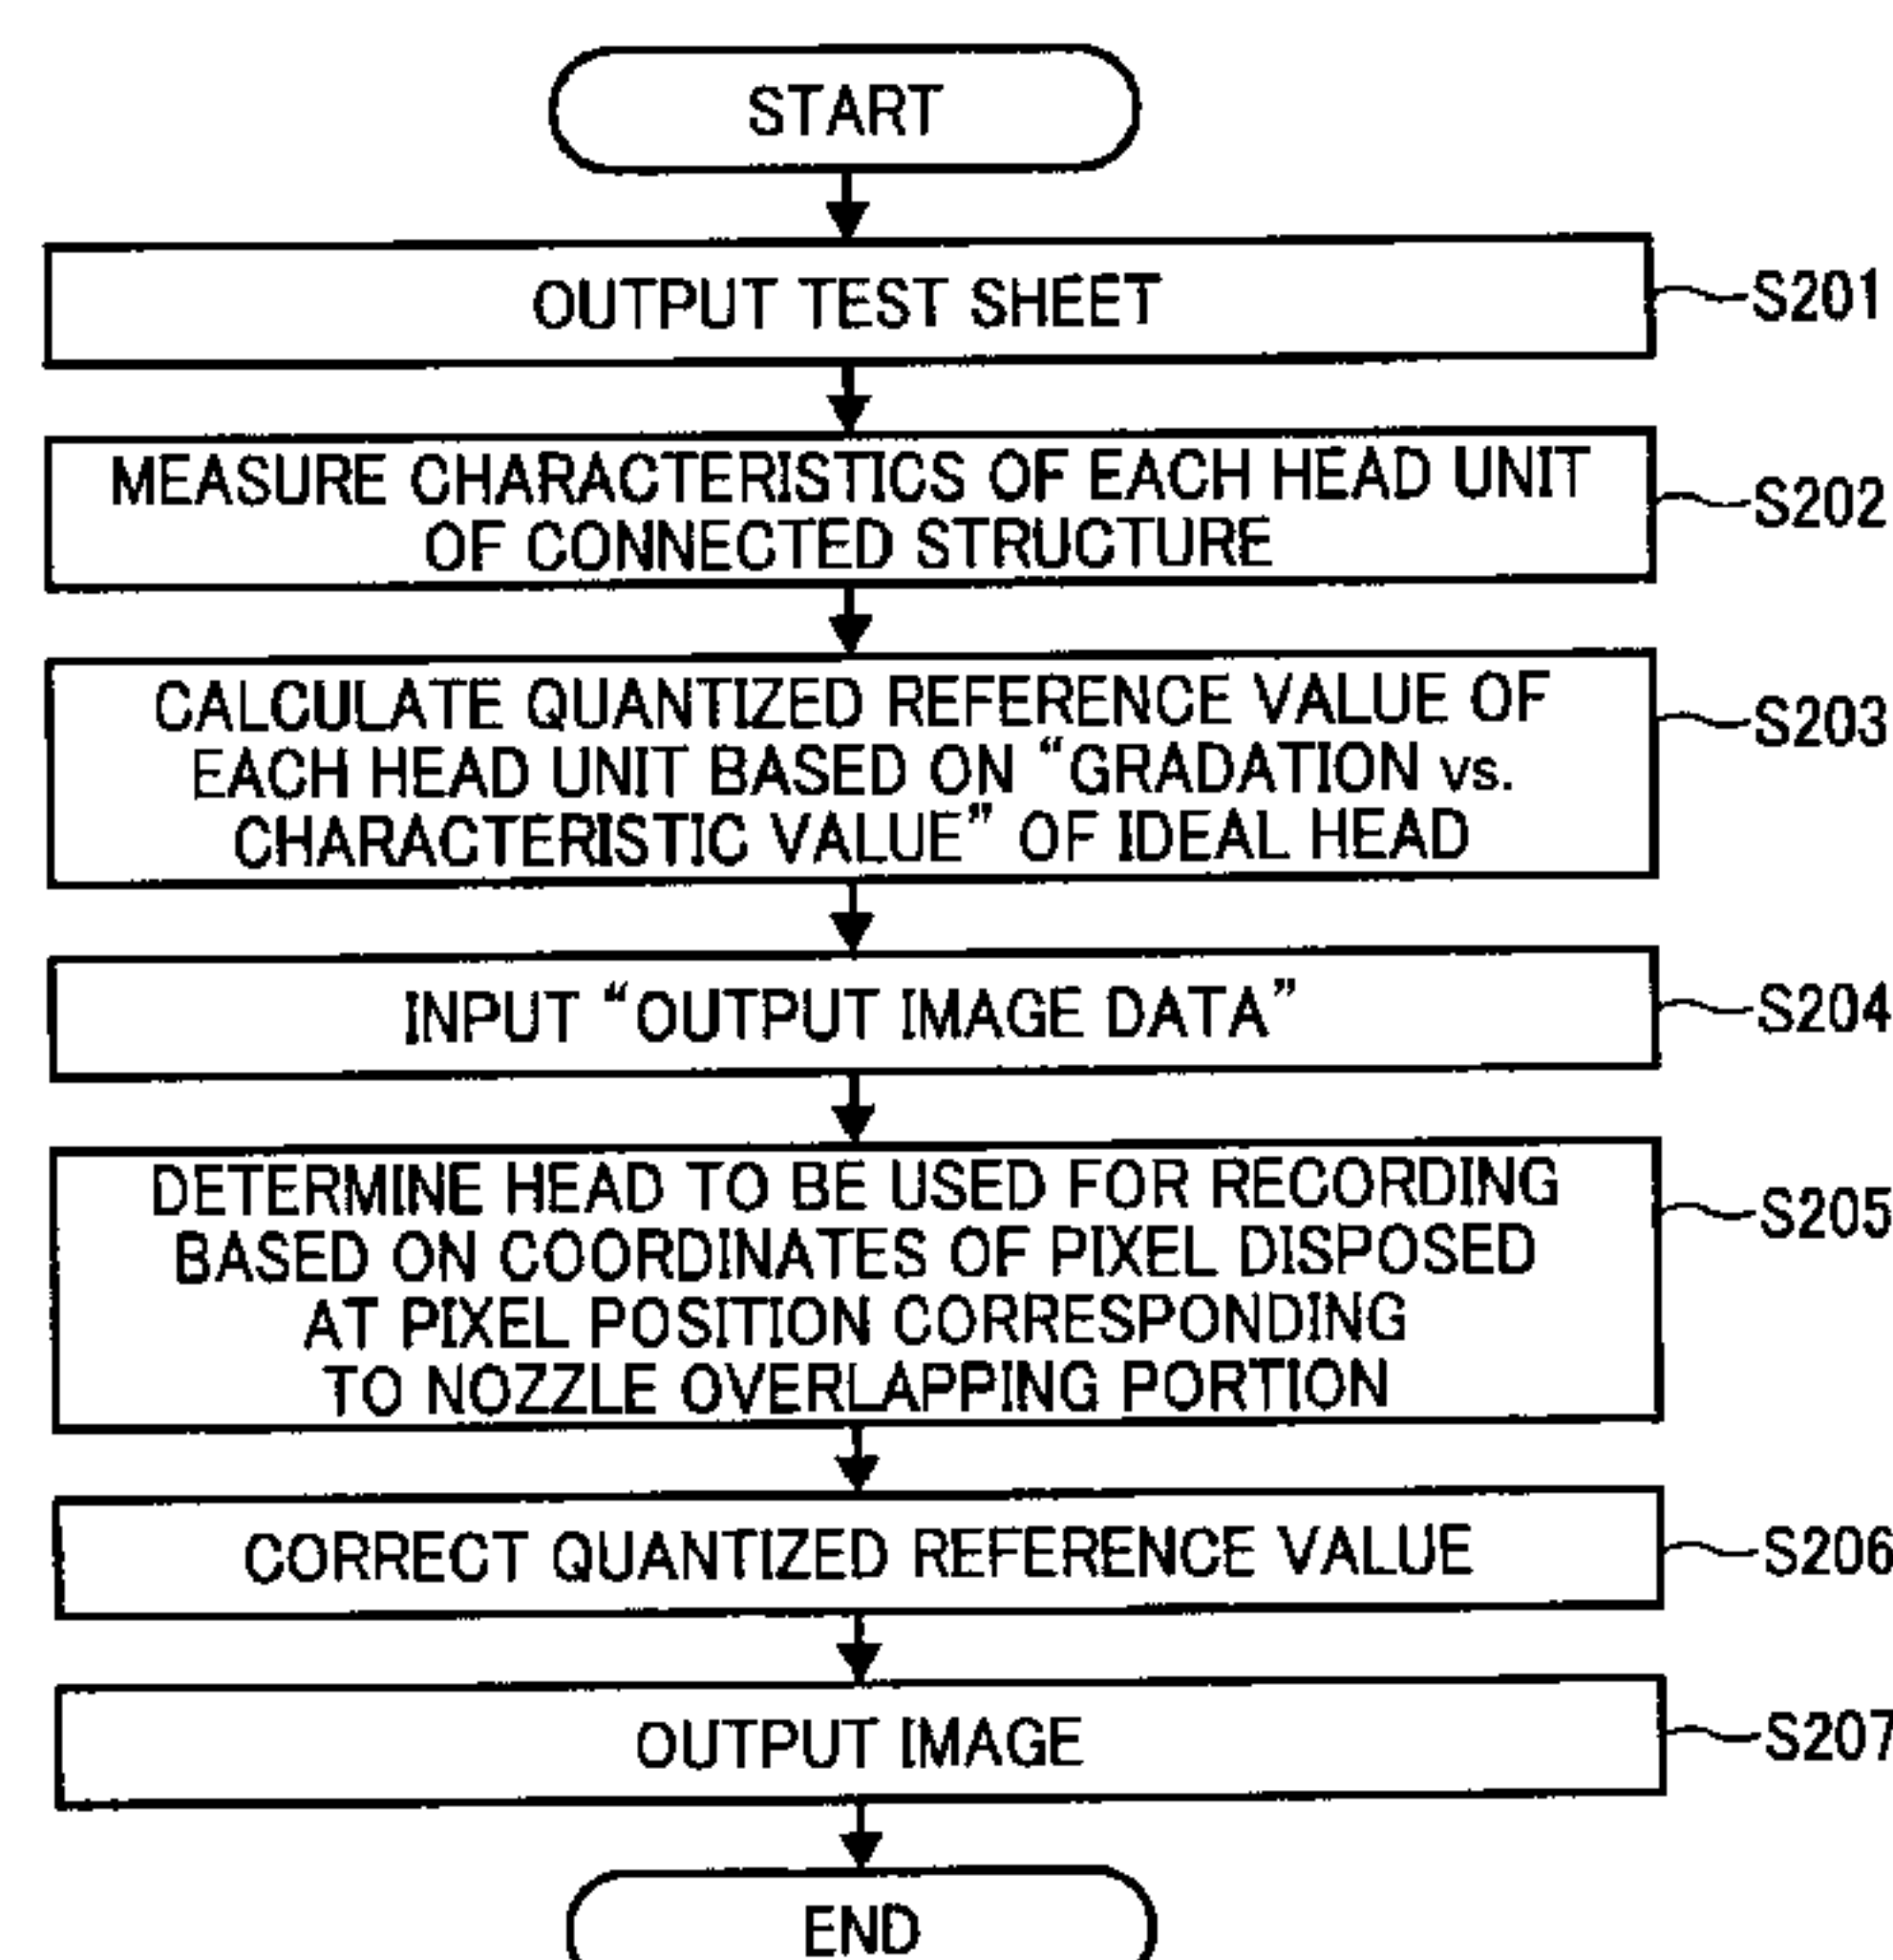 START
OUTPUT TEST SHEET
S201
MEASURE CHARACTERISTICS OF EACH HEAD UNIT
OF CONNECTED STRUCTURE
S202
CALCULATE QUANTIZED REFERENCE VALUE OF
EACH HEAD UNIT BASED ON “GRADATION vs.
CHARACTERISTIC VALUE” OF IDEAL HEAD
S203
INPUT “OUTPUT IMAGE DATA”
S204
DETERMINE HEAD TO BE USED FOR RECORDING
BASED ON COORDINATES OF PIXEL DISPOSED
AT PIXEL POSITION CORRESPONDING
TO NOZZLE OVERLAPPING PORTION
S205
CORRECT QUANTIZED REFERENCE VALUE
S206
OUTPUT IMAGE
S207
END